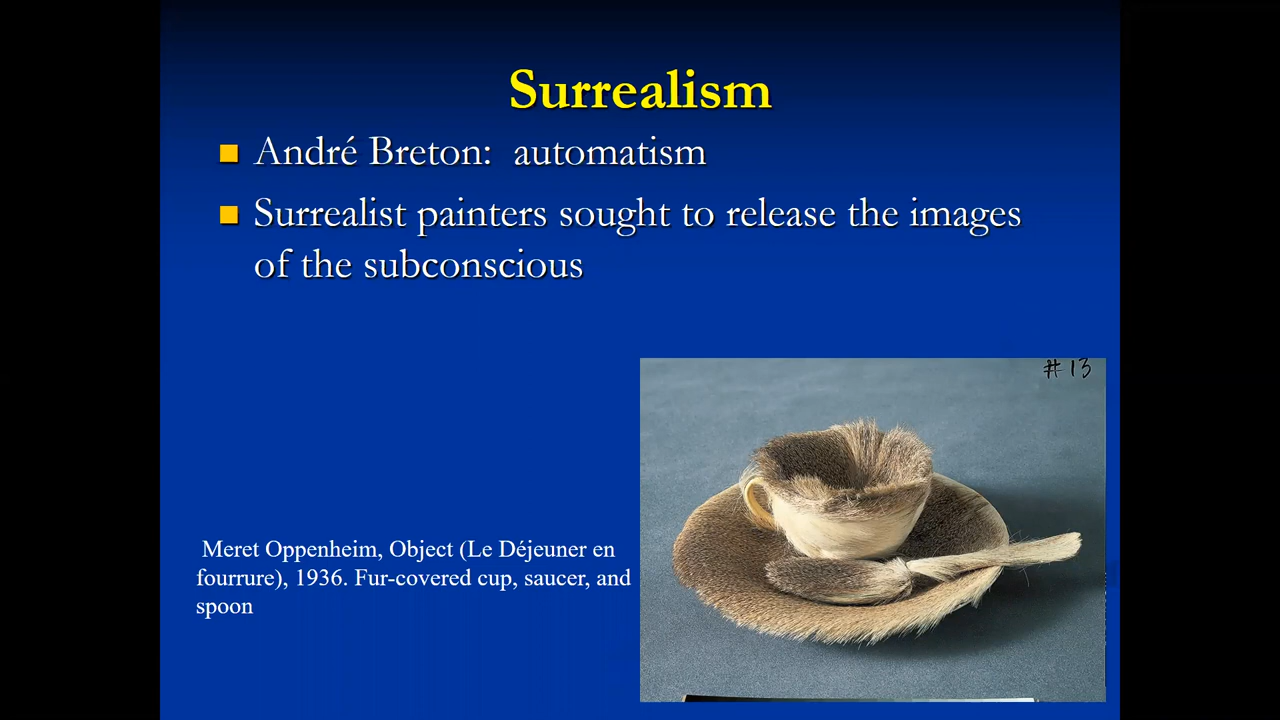 Surrealism
André Breton: automatism
Surrealist painters sought to release the images
of the subconscious
#13
Meret Oppenheim, Object (Le Déjeuner en
fourrure), 1936. Fur-covered cup, saucer, and
spoon